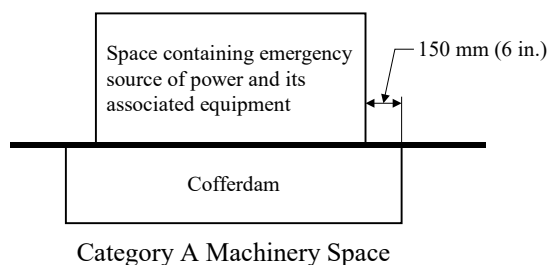 Space containing emergency
source of power and its
associated equipment
150 mm (6 in.)
Cofferdam
Category A Machinery Space